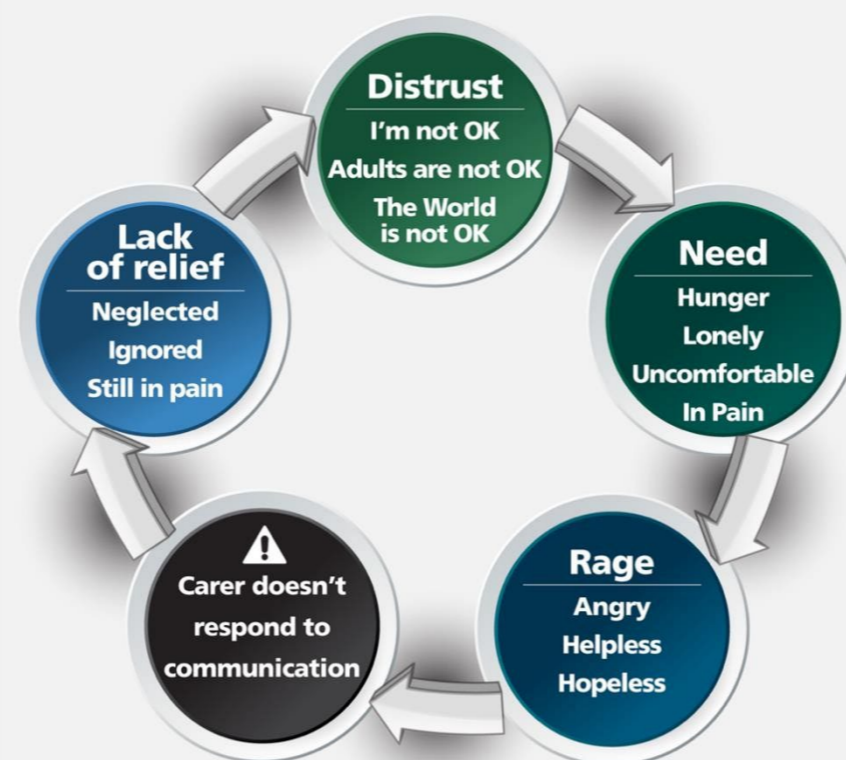 Distrust
I'm not OK
Adults are not OK
The World
is not OK
Need
Hunger
Lonely
Uncomfortable
In Pain
Rage
Angry
Helpless
Hopeless
Carer doesn't
respond to
communication
Lack
of relief
Neglected
Ignored
Still in pain